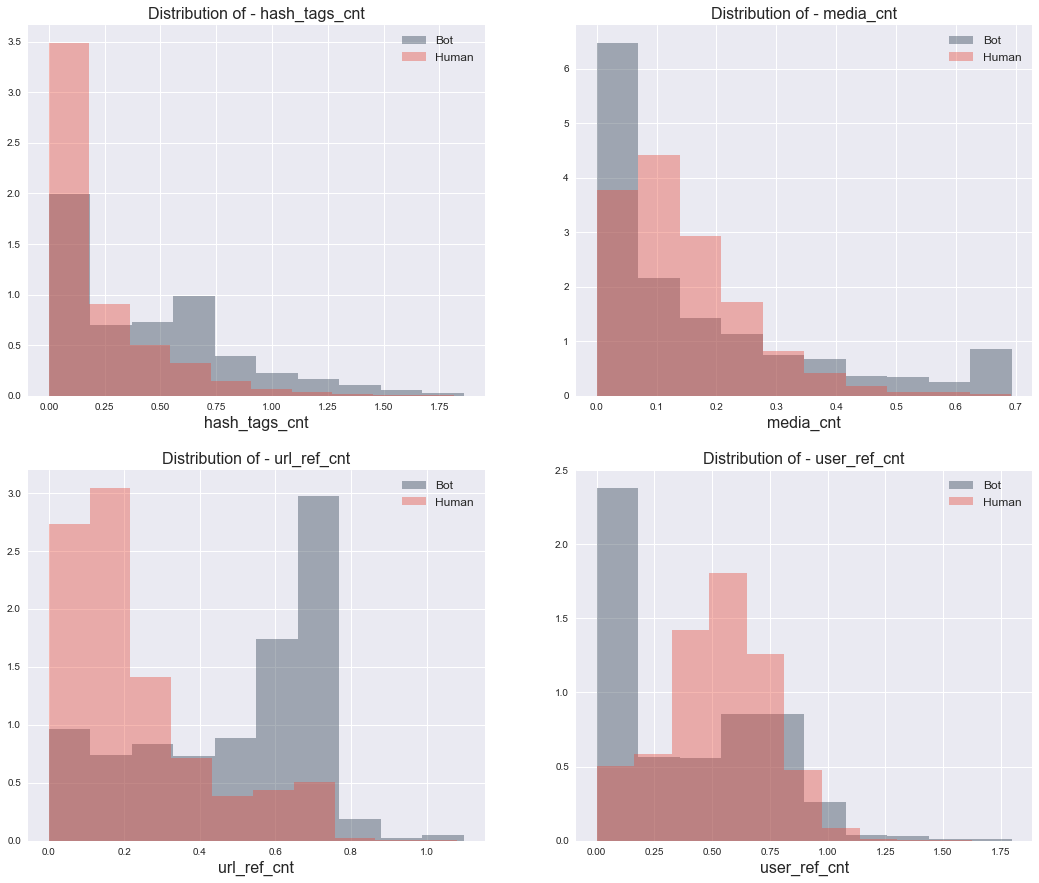 Distribution of - hash_tags_cnt
Bot
Human
3.5
3.0
2.5
2.0
1.5
1.0
0.5
0.0
0.00 0.25 0.50 0.75 1.00 1.25 1.50 1.75
hash_tags_cnt
Distribution of - media_cnt
Bot
Human
6
5
4
3
2
1
0
0.0 0.1 0.2 0.3 0.4 0.5 0.6 0.7
media_cnt
Distribution of - url_ref_cnt
Bot
Human
3.0
2.5
2.0
1.5
1.0
0.5
0.0
0.0 0.2 0.4 0.6 0.8 1.0
url_ref_cnt
Distribution of - user_ref_cnt
Bot
Human
2.5
2.0
1.5
1.0
0.5
0.0
0.00 0.25 0.50 0.75 1.00 1.25 1.50 1.75
user_ref_cnt